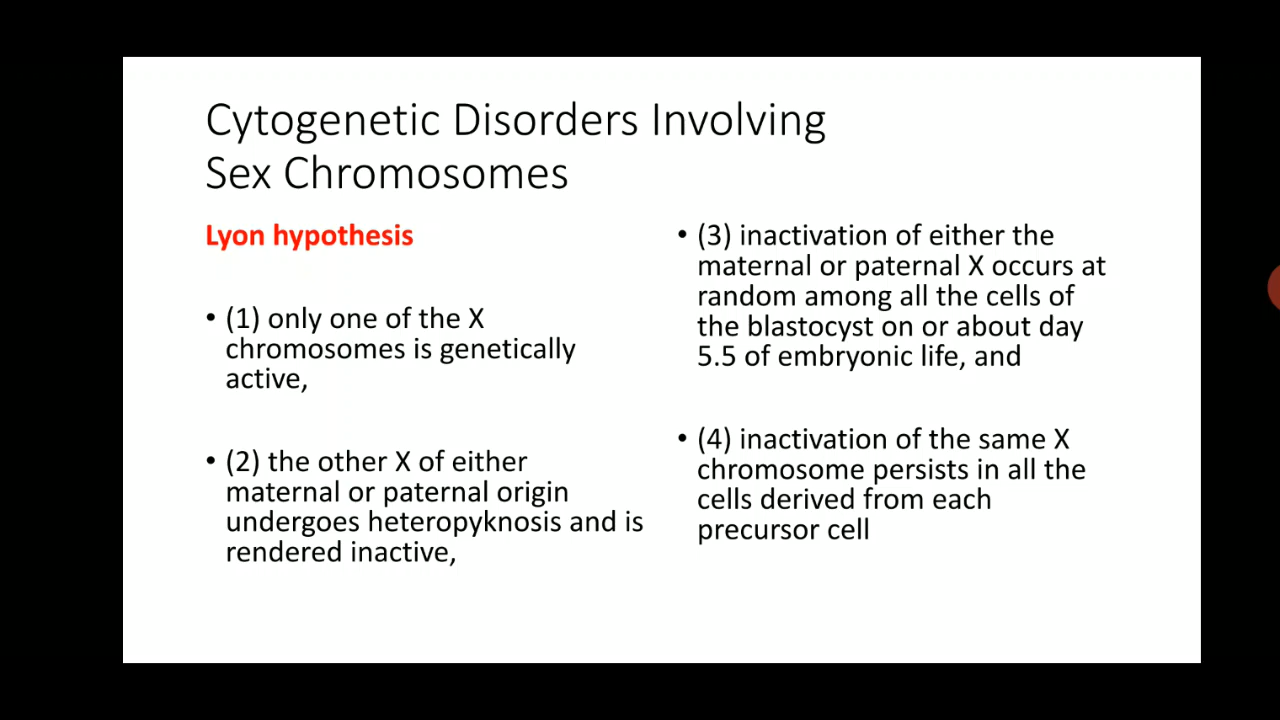 Cytogenetic Disorders Involving
Sex Chromosomes
Lyon hypothesis
• (1) only one of the X
chromosomes is genetically
active,
• (2) the other X of either
maternal or paternal origin
undergoes heteropyknosis and is
rendered inactive,
• (3) inactivation of either the
maternal or paternal X occurs at
random among all the cells of
the blastocyst on or about day
5.5 of embryonic life, and
• (4) inactivation of the same X
chromosome persists in all the
cells derived from each
precursor cell